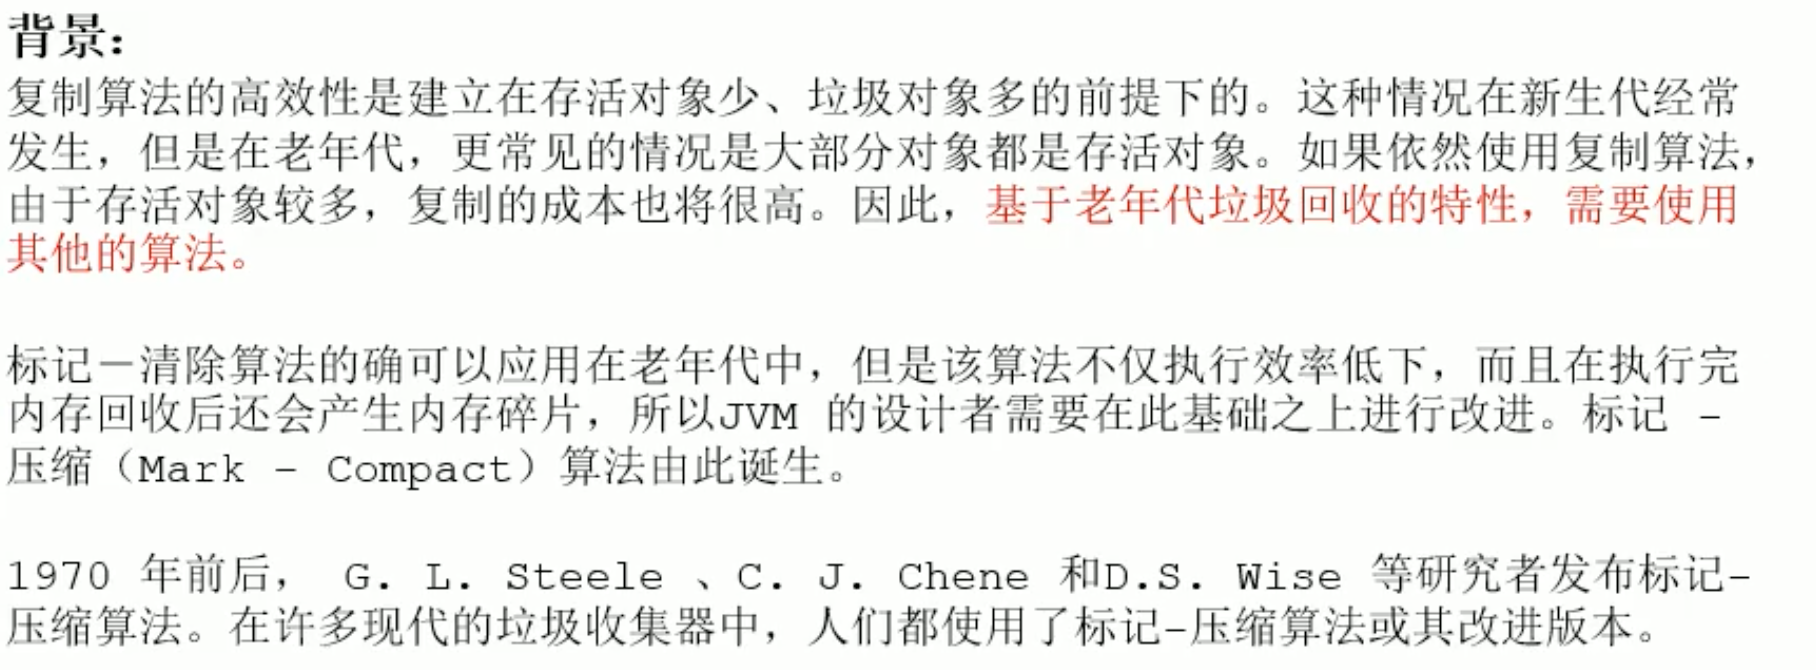 背景：
复制算法的高效性是建立在存活对象少、垃圾对象多的前提下的。这种情况在新生代经常
发生，但是在老年代，更常见的情况是大部分对象都是存活对象。如果依然使用复制算法，
由于存活对象较多，复制的成本也将很高。因此，基于老年代垃圾回收的特性，需要使用
其他的算法。
标记－清除算法的确可以应用在老年代中，但是该算法不仅执行效率低下，而且在执行完
内存回收后还会产生内存碎片，所以JVM 的设计者需要在此基础之上进行改进。标记 -
压缩（Mark - Compact）算法由此诞生。
1970 年前后， G. L. Steele 、C. J. Chene 和D.S. Wise 等研究者发布标记-
压缩算法。在许多现代的垃圾收集器中，人们都使用了标记-压缩算法或其改进版本。